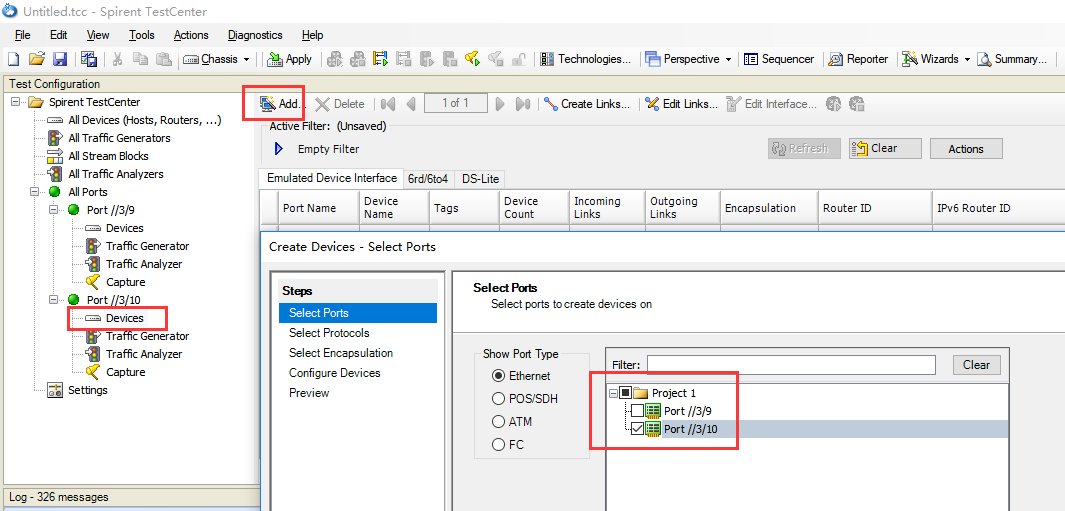 Untitled.tcc - Spirent TestCenter
File Edit View Tools Actions Diagnostics Help
Chassis Apply Technologies... Perspective Sequencer Reporter Wizards Summary...
Test Configuration
Spirent TestCenter
All Devices (Hosts, Routers, ...)
All Traffic Generators
All Stream Blocks
All Traffic Analyzers
All Ports
Port //3/9
Devices
Traffic Generator
Traffic Analyzer
Capture
Port //3/10
Devices
Traffic Generator
Traffic Analyzer
Capture
Settings
Log - 326 messages
Add... Delete 1 of 1 Create Links... Edit Links... Edit Interface...
Active Filter: (Unsaved)
Empty Filter Refresh Clear Actions
Emulated Device Interface 6rd/6to4 DS-Lite
Port Name Device Name Tags Device Count Incoming Links Outgoing Links Encapsulation Router ID IPv6 Router ID
Create Devices - Select Ports
Steps
Select Ports
Select Protocols
Select Encapsulation
Configure Devices
Preview
Select Ports
Select ports to create devices on
Show Port Type
Ethernet
POS/SDH
ATM
FC
Filter: Clear
Project 1
Port //3/9
Port //3/10